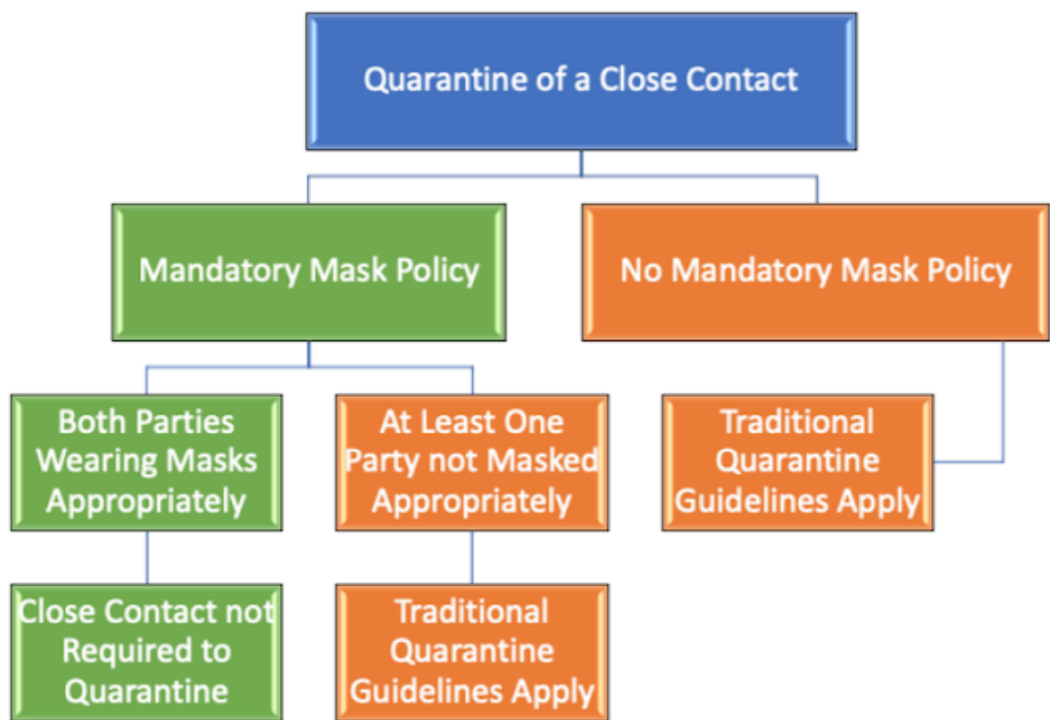 Quarantine of a Close Contact
Mandatory Mask Policy
No Mandatory Mask Policy
Both Parties
Wearing Masks
Appropriately
At Least One
Party not Masked
Appropriately
Traditional
Quarantine
Guidelines Apply
Close Contact not
Required to
Quarantine
Traditional
Quarantine
Guidelines Apply